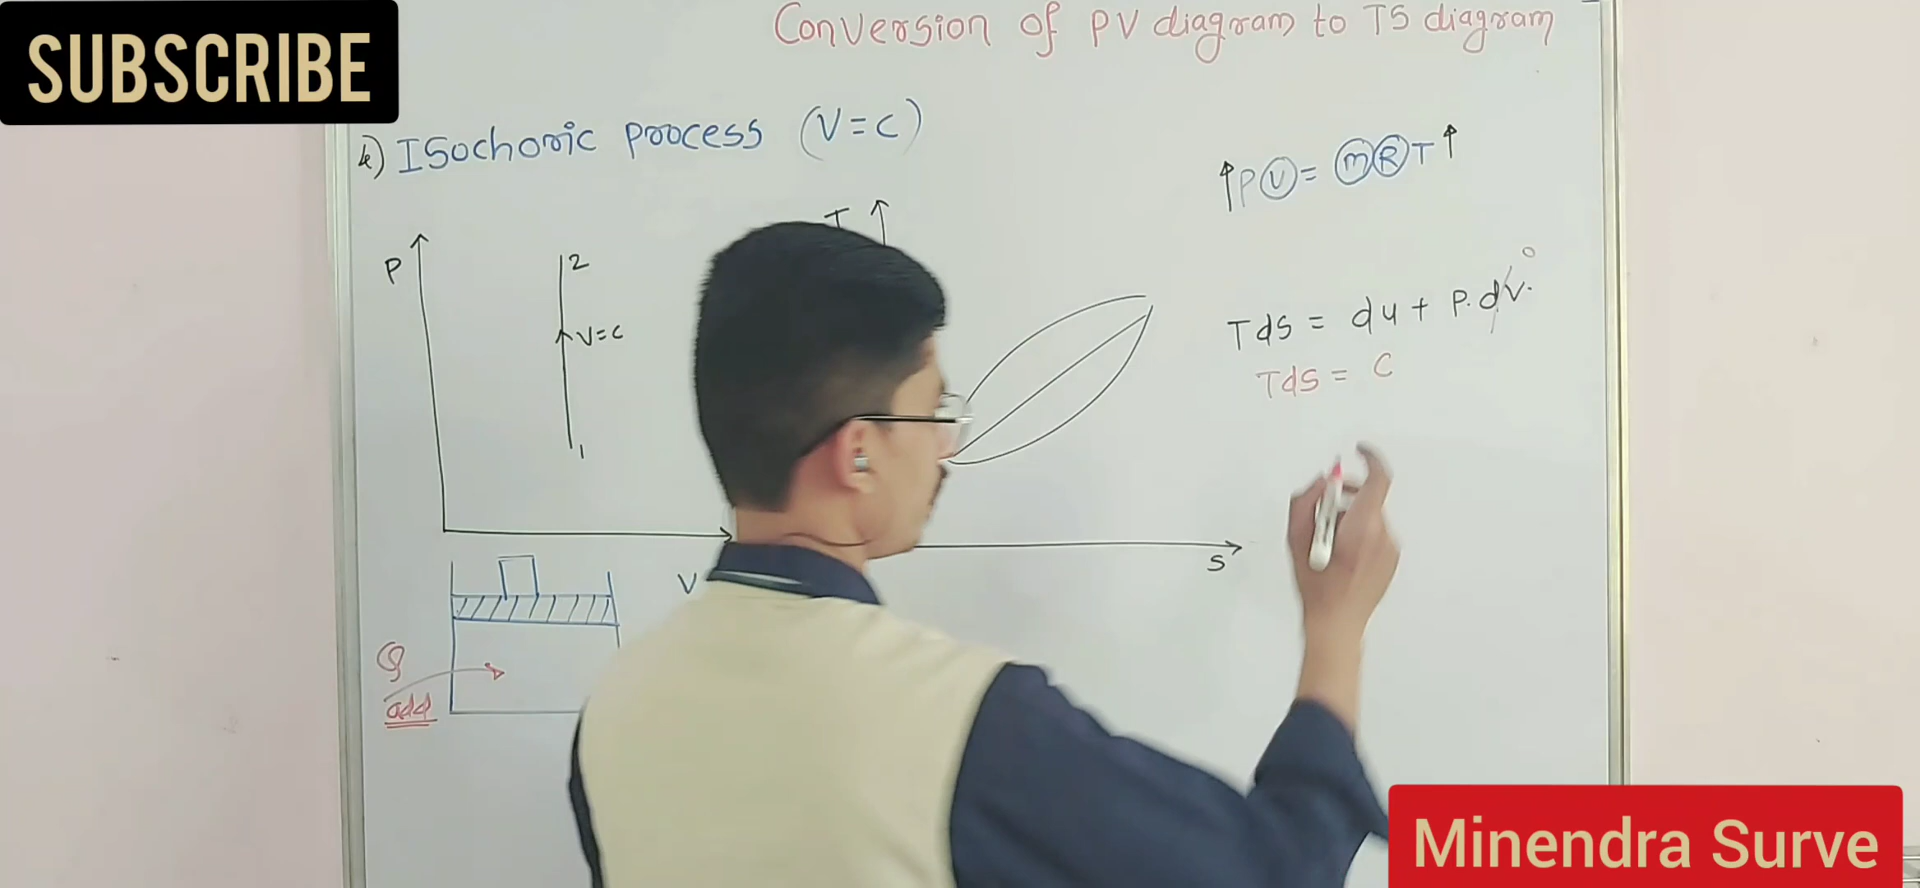 SUBSCRIBE
Conversion of PV diagram to TS diagram
k) Isochoric process (V=C)
↑PV = mRT↑
T
P
2
V=C
1
Tds = du + P.dv. 0
Tds = C
V
S
Q
add
Minendra Surve